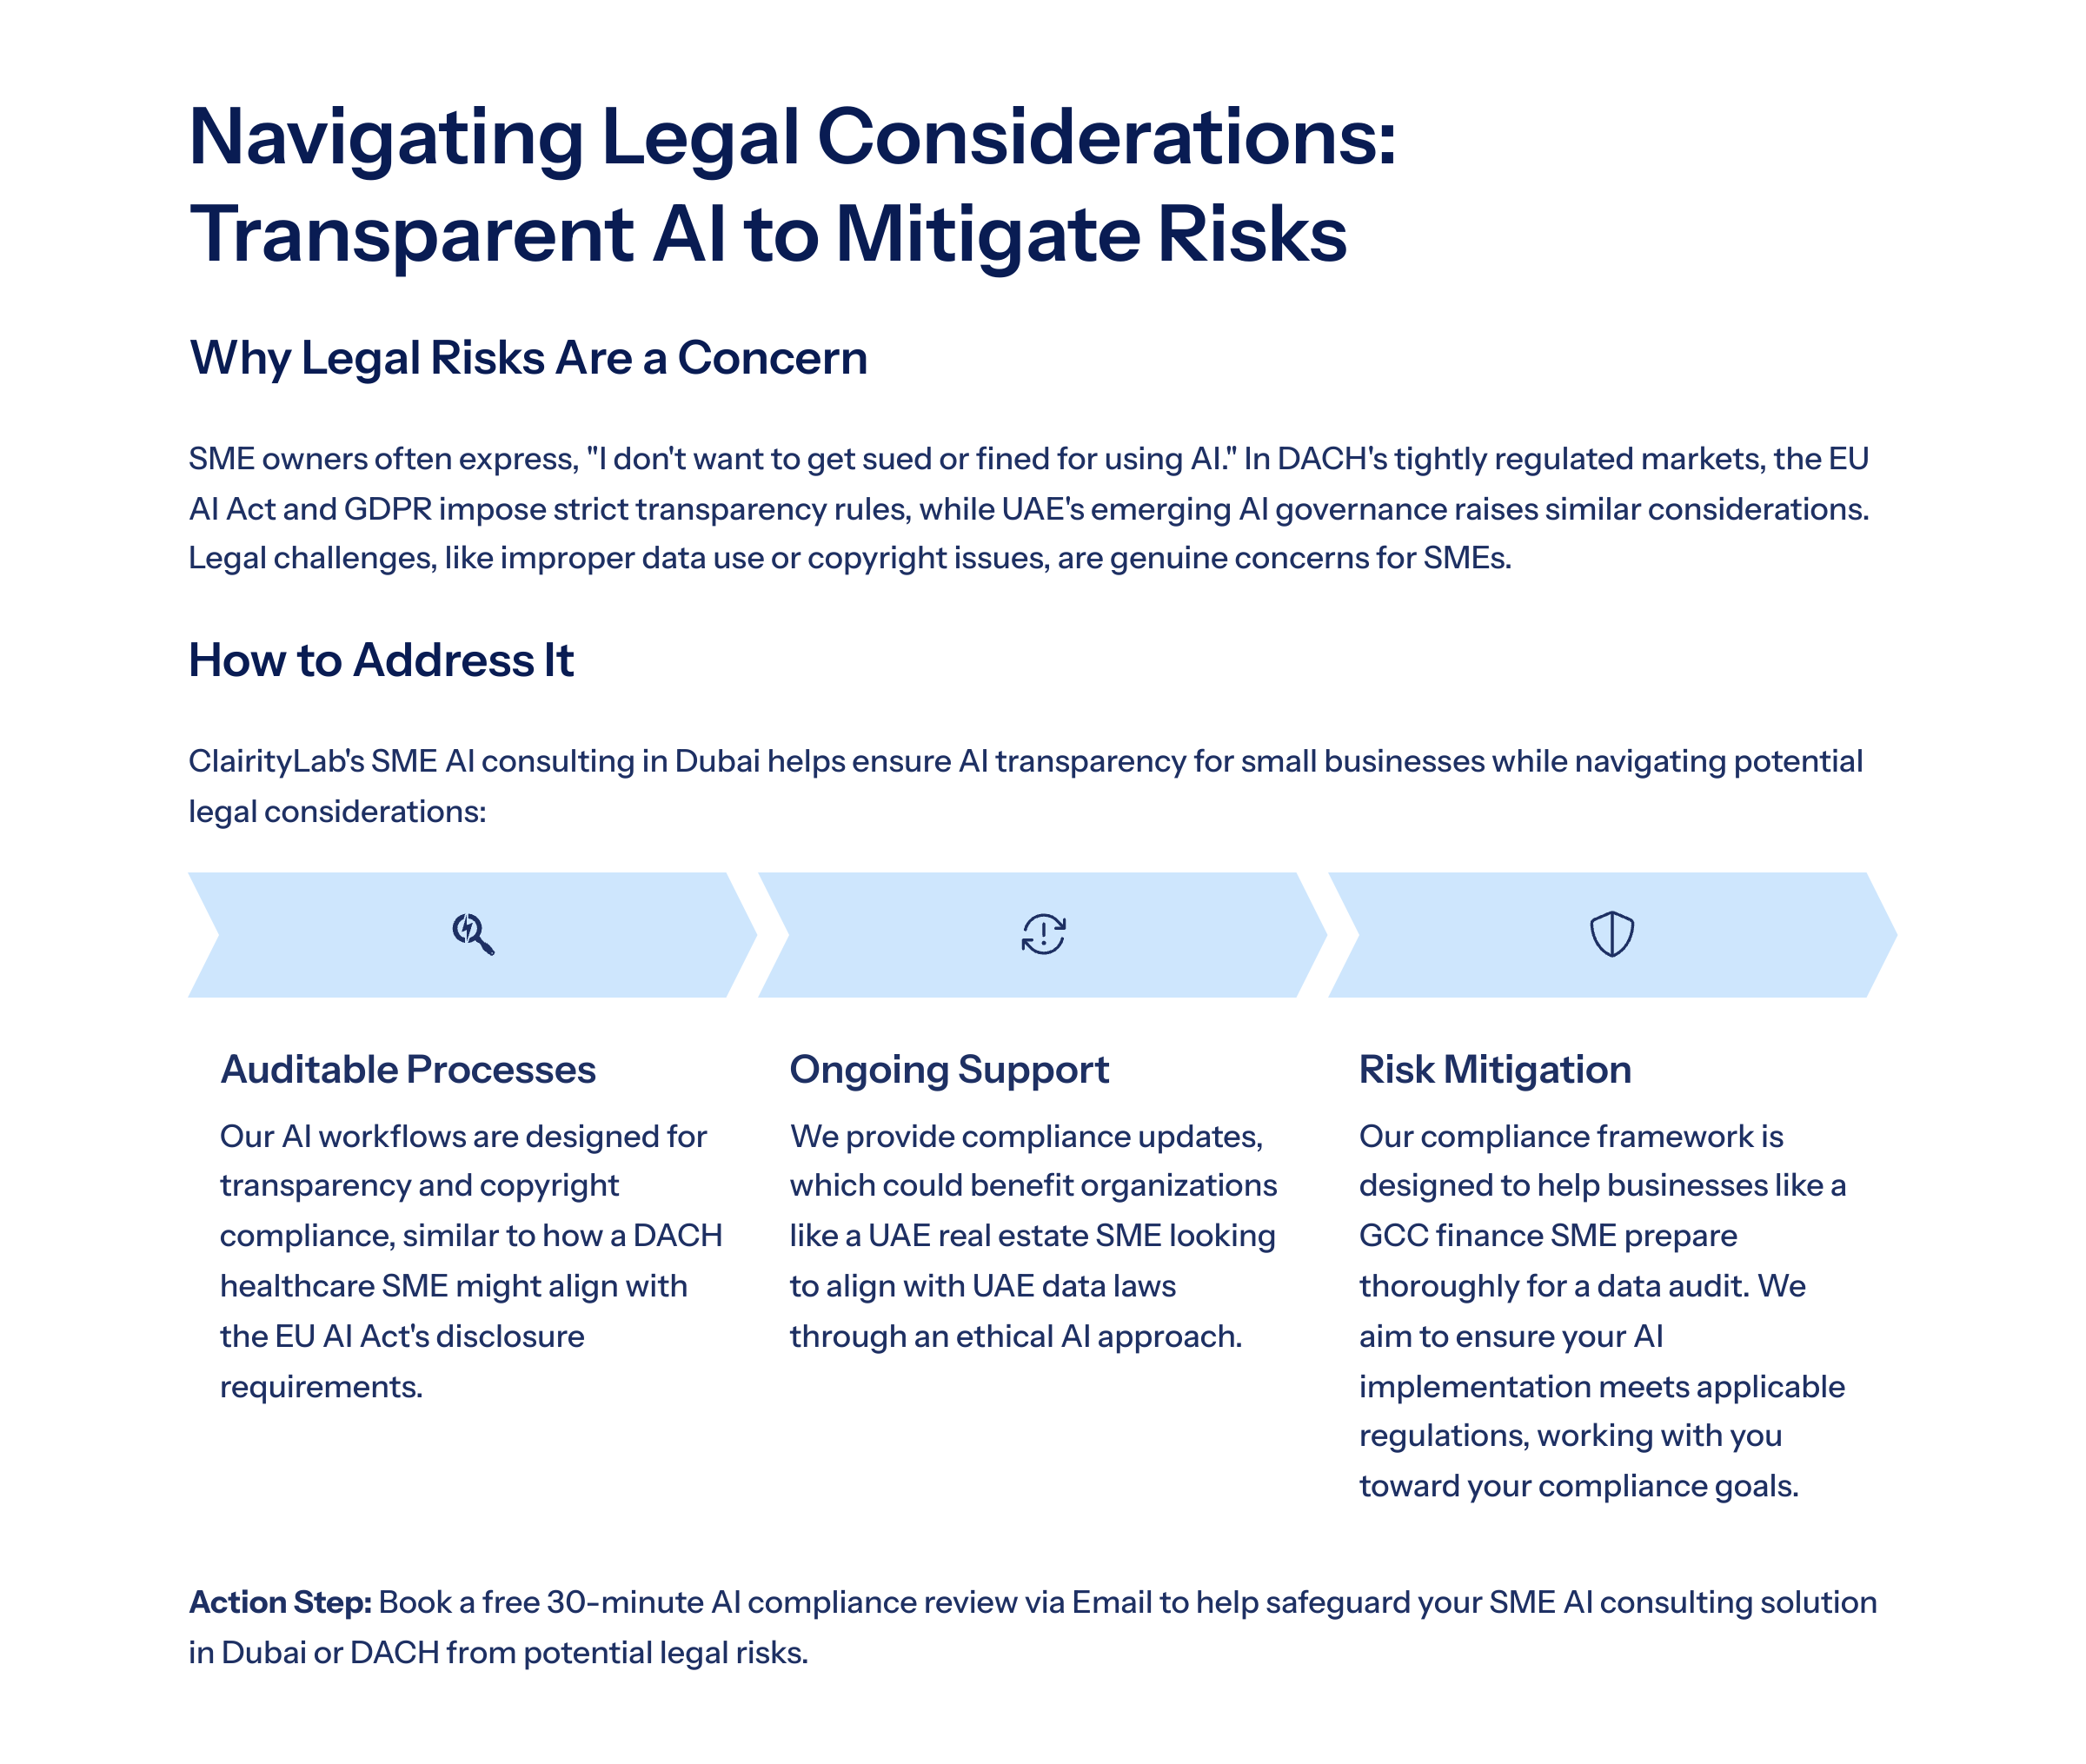 Navigating Legal Considerations:
Transparent AI to Mitigate Risks
Why Legal Risks Are a Concern
SME owners often express, "I don't want to get sued or fined for using AI." In DACH's tightly regulated markets, the EU
AI Act and GDPR impose strict transparency rules, while UAE's emerging AI governance raises similar considerations.
Legal challenges, like improper data use or copyright issues, are genuine concerns for SMEs.
How to Address It
ClairityLab's SME AI consulting in Dubai helps ensure AI transparency for small businesses while navigating potential
legal considerations:
Auditable Processes
Our AI workflows are designed for
transparency and copyright
compliance, similar to how a DACH
healthcare SME might align with
the EU AI Act's disclosure
requirements.
Ongoing Support
We provide compliance updates,
which could benefit organizations
like a UAE real estate SME looking
to align with UAE data laws
through an ethical AI approach.
Risk Mitigation
Our compliance framework is
designed to help businesses like a
GCC finance SME prepare
thoroughly for a data audit. We
aim to ensure your AI
implementation meets applicable
regulations, working with you
toward your compliance goals.
Action Step: Book a free 30-minute AI compliance review via Email to help safeguard your SME AI consulting solution
in Dubai or DACH from potential legal risks.